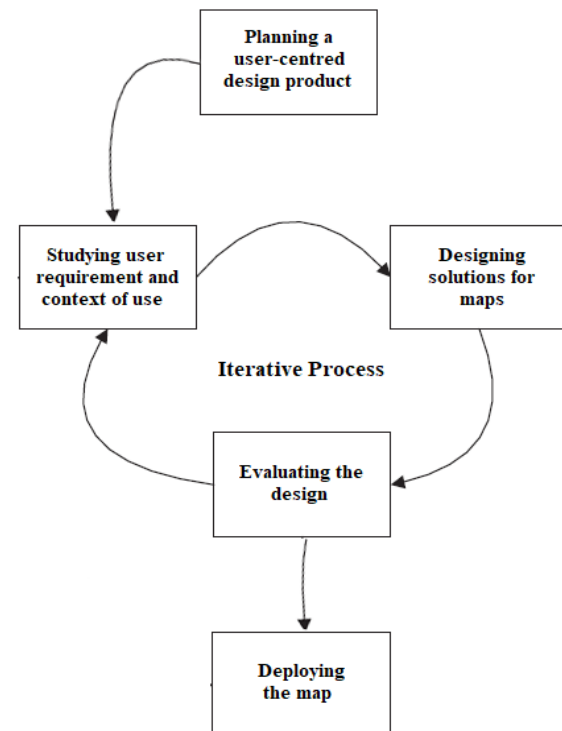 Planning a
user-centred
design product
Studying user
requirement and
context of use
Designing
solutions for
maps
Iterative Process
Evaluating the
design
Deploying
the map